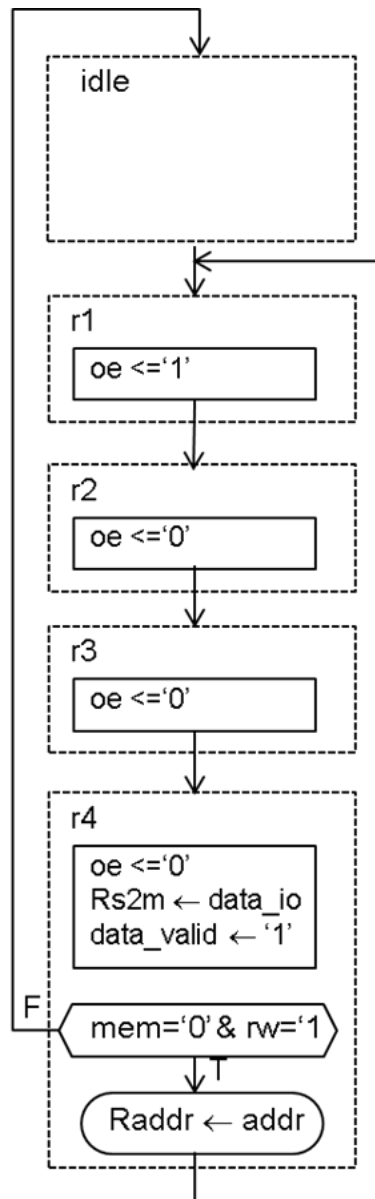 idle
r1
oe <=‘1’
r2
oe <=‘0’
r3
oe <=‘0’
r4
oe <=‘0’
Rs2m ← data_io
data_valid ← ‘1’
F
mem=‘0’ & rw=‘1
T
Raddr ← addr